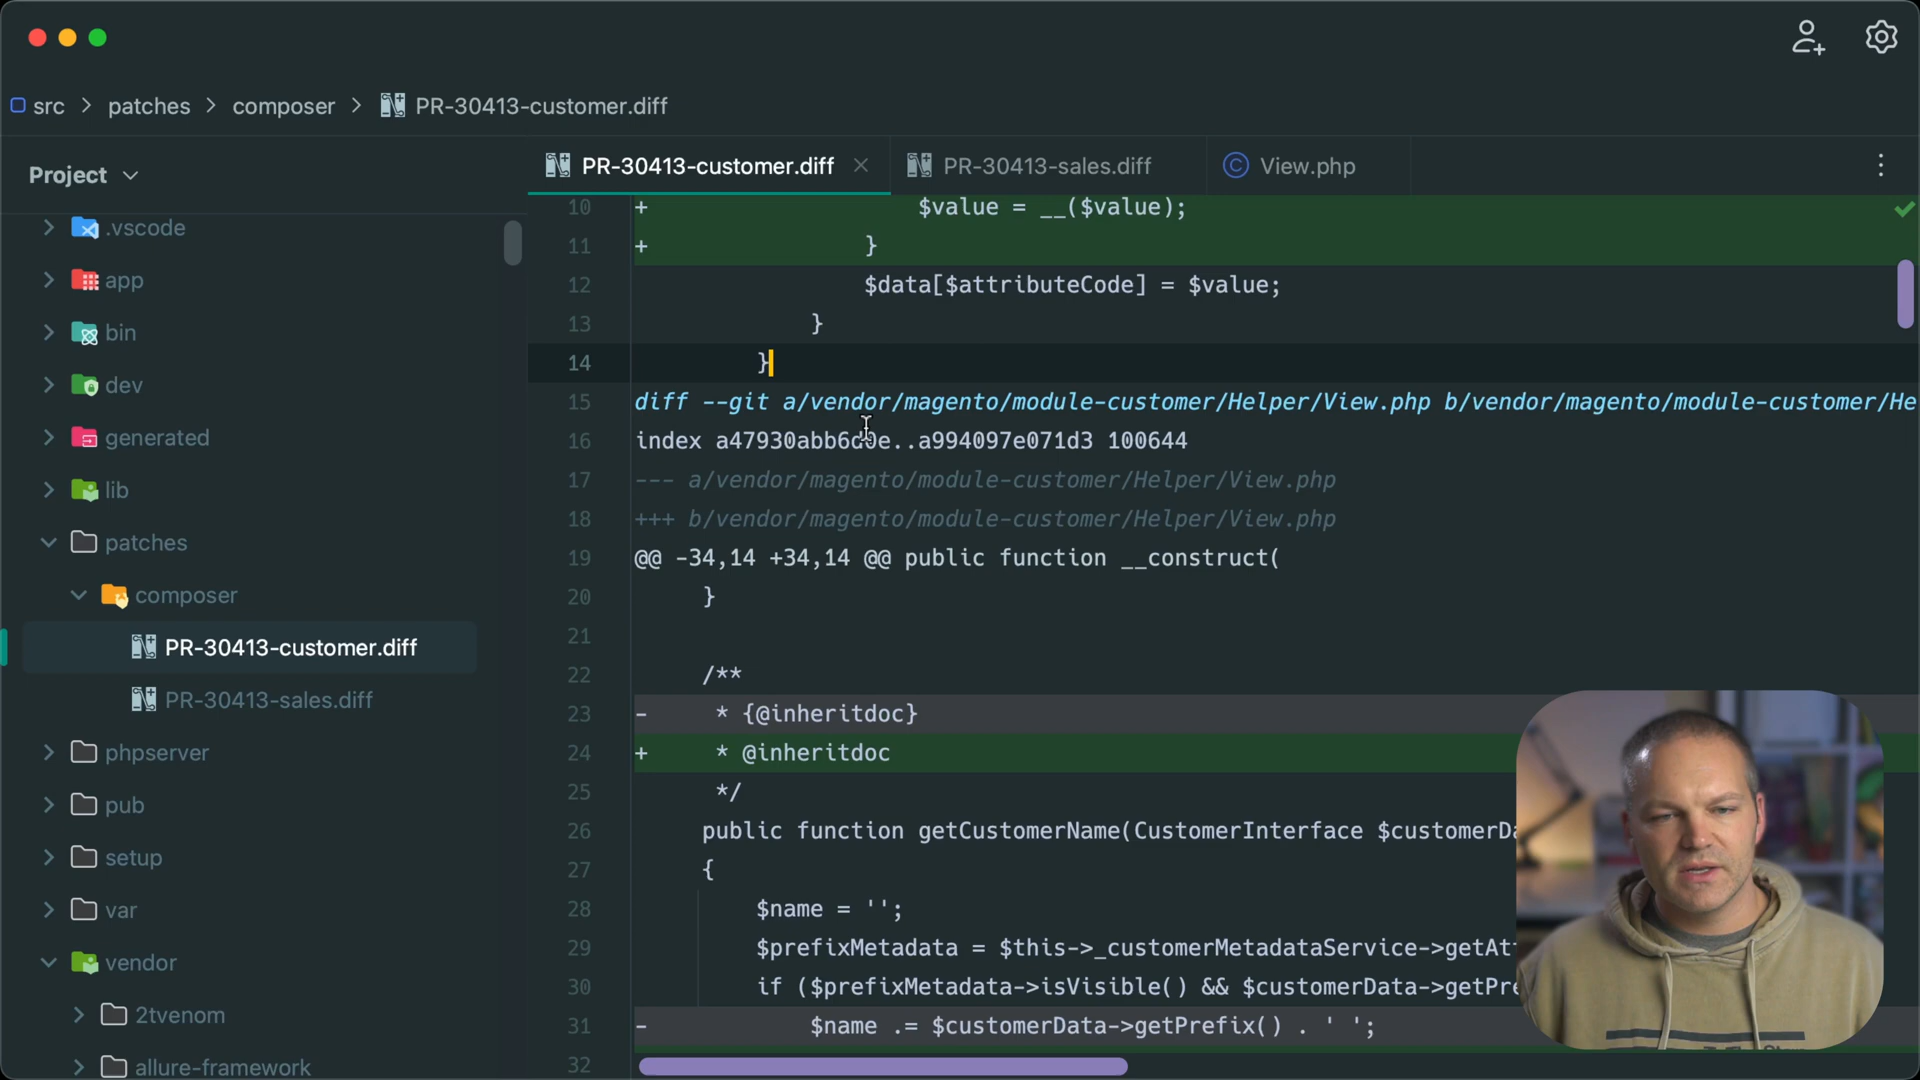 src > patches > composer > PR-30413-customer.diff
Project
PR-30413-customer.diff
PR-30413-sales.diff
View.php
.vscode
app
bin
dev
generated
lib
patches
composer
PR-30413-customer.diff
PR-30413-sales.diff
phpserver
pub
setup
var
vendor
2tvenom
allure-framework
10 + $value = __($value);
11 + }
12 $data[$attributeCode] = $value;
13 }
14 }
15 diff --git a/vendor/magento/module-customer/Helper/View.php b/vendor/magento/module-customer/He
16 index a47930abb6d0e..a994097e071d3 100644
17 --- a/vendor/magento/module-customer/Helper/View.php
18 +++ b/vendor/magento/module-customer/Helper/View.php
19 @@ -34,14 +34,14 @@ public function __construct(
20 }
21
22 /**
23 - * {@inheritdoc}
24 + * @inheritdoc
25 */
26 public function getCustomerName(CustomerInterface $customerDa
27 {
28 $name = '';
29 $prefixMetadata = $this->_customerMetadataService->getAtt
30 if ($prefixMetadata->isVisible() && $customerData->getPre
31 - $name .= $customerData->getPrefix() . ' ';
32